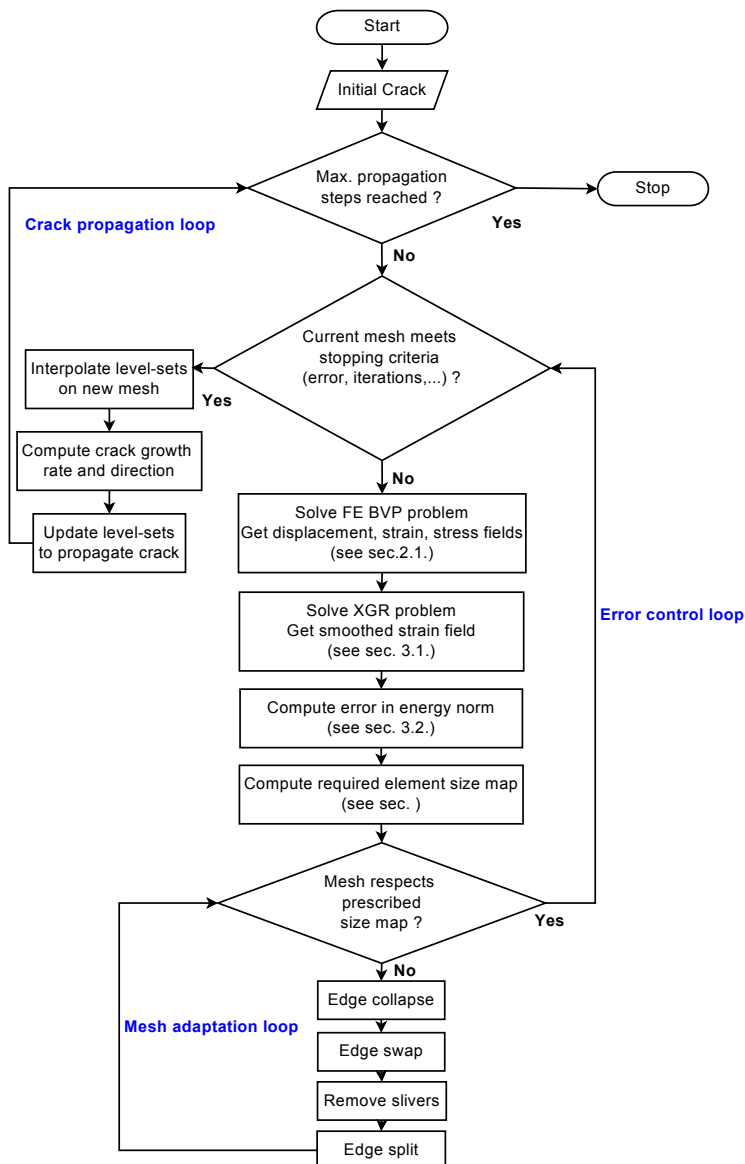 Start
Initial Crack
Max. propagation
steps reached ?
Stop
Crack propagation loop
Yes
No
Current mesh meets
stopping criteria
(error, iterations,...) ?
Interpolate level-sets
on new mesh
Yes
Compute crack growth
rate and direction
No
Update level-sets
to propagate crack
Solve FE BVP problem
Get displacement, strain, stress fields
(see sec.2.1.)
Solve XGR problem
Get smoothed strain field
(see sec. 3.1.)
Error control loop
Compute error in energy norm
(see sec. 3.2.)
Compute required element size map
(see sec. )
Mesh respects
prescribed
size map ?
Yes
No
Edge collapse
Mesh adaptation loop
Edge swap
Remove slivers
Edge split